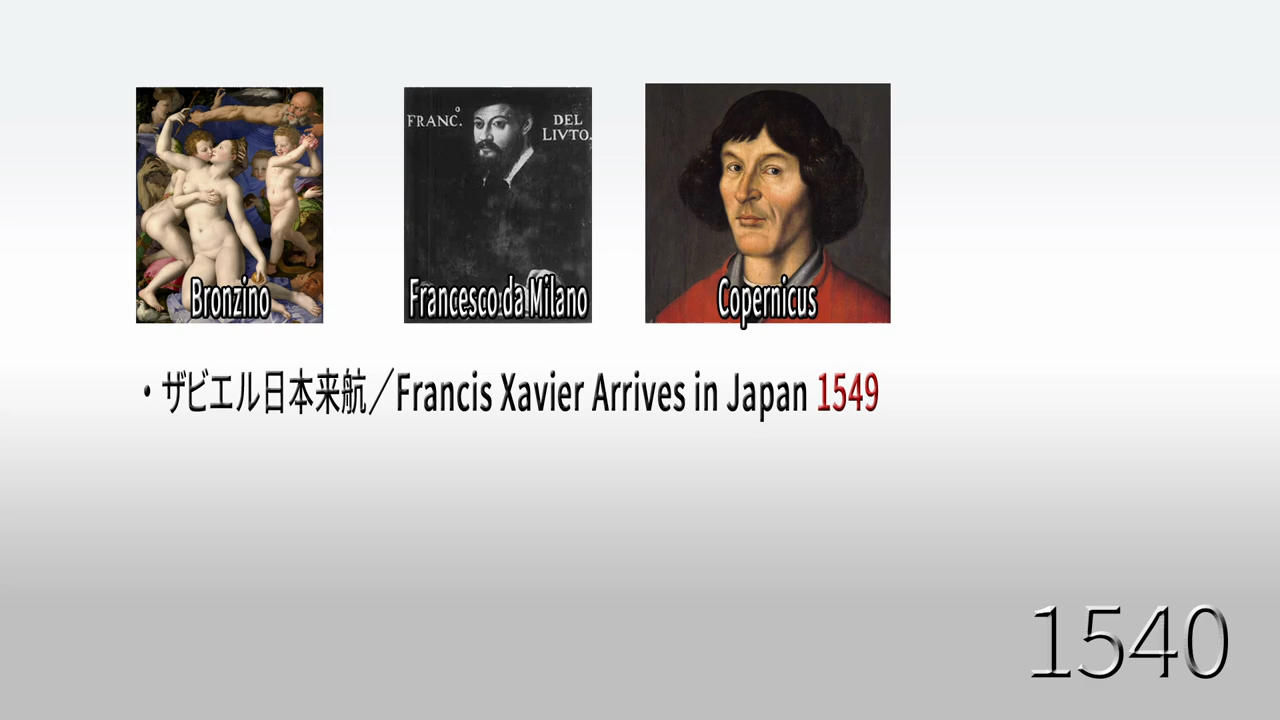 FRANC.º
DEL
LIVTO.
Bronzino
Francesco da Milano
Copernicus
・ザビエル日本来航／Francis Xavier Arrives in Japan 1549
1540